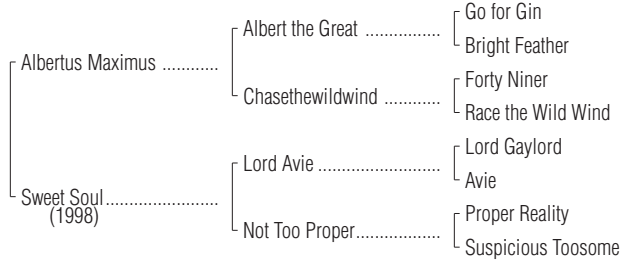 Go for Gin
Albert the Great ..................
Bright Feather
Albertus Maximus ............
Forty Niner
Chasethewildwind ............
Race the Wild Wind
Lord Gaylord
Lord Avie ..........................
Avie
Sweet Soul........................
(1998)
Proper Reality
Not Too Proper..................
Suspicious Toosome